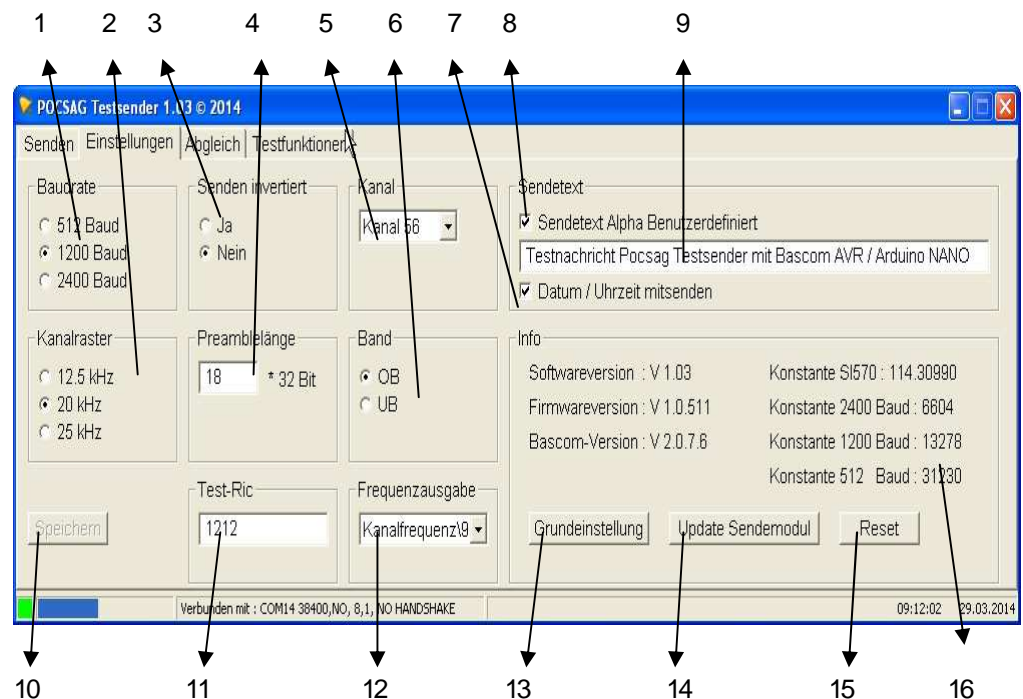 1 2 3 4 5 6 7 8 9
POCSAG Testsender 1.03 © 2014
Senden Einstellungen Abgleich Testfunktionen
Baudrate
512 Baud
1200 Baud
2400 Baud
Senden invertiert
Ja
Nein
Kanal
Kanal 56
Sendetext
Sendetext Alpha Benutzerdefiniert
Testnachricht Pocsag Testsender mit Bascom AVR / Arduino NANO
Datum / Uhrzeit mitsenden
Kanalraster
12.5 kHz
20 kHz
25 kHz
Preamblelänge
18 * 32 Bit
Band
OB
UB
Info
Softwareversion : V 1.03
Firmwareversion : V 1.0.511
Bascom-Version : V 2.0.7.6
Konstante SI570 : 114.30990
Konstante 2400 Baud : 6604
Konstante 1200 Baud : 13278
Konstante 512 Baud : 31230
Speichern
Test-Ric
1212
Frequenzausgabe
Kanalfrequenz\9
Grundeinstellung Update Sendemodul Reset
Verbunden mit : COM14 38400,NO, 8,1, NO HANDSHAKE 09:12:02 29.03.2014
10 11 12 13 14 15 16